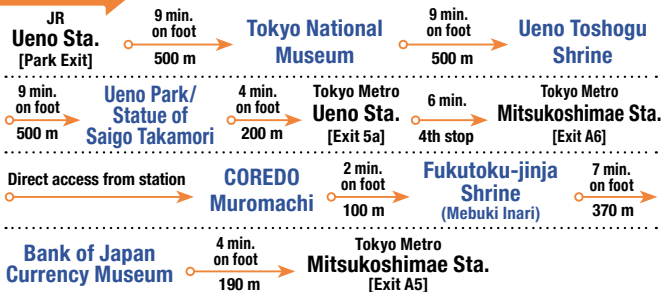 JR
Ueno Sta.
[Park Exit]
9 min.
on foot
500 m
Tokyo National
Museum
9 min.
on foot
500 m
Ueno Toshogu
Shrine
9 min.
on foot
500 m
Ueno Park/
Statue of
Saigo Takamori
4 min.
on foot
200 m
Tokyo Metro
Ueno Sta.
[Exit 5a]
6 min.
4th stop
Tokyo Metro
Mitsukoshimae Sta.
[Exit A6]
Direct access from station
COREDO
Muromachi
2 min.
on foot
100 m
Fukutoku-jinja
Shrine
(Mebuki Inari)
7 min.
on foot
370 m
Bank of Japan
Currency Museum
4 min.
on foot
190 m
Tokyo Metro
Mitsukoshimae Sta.
[Exit A5]